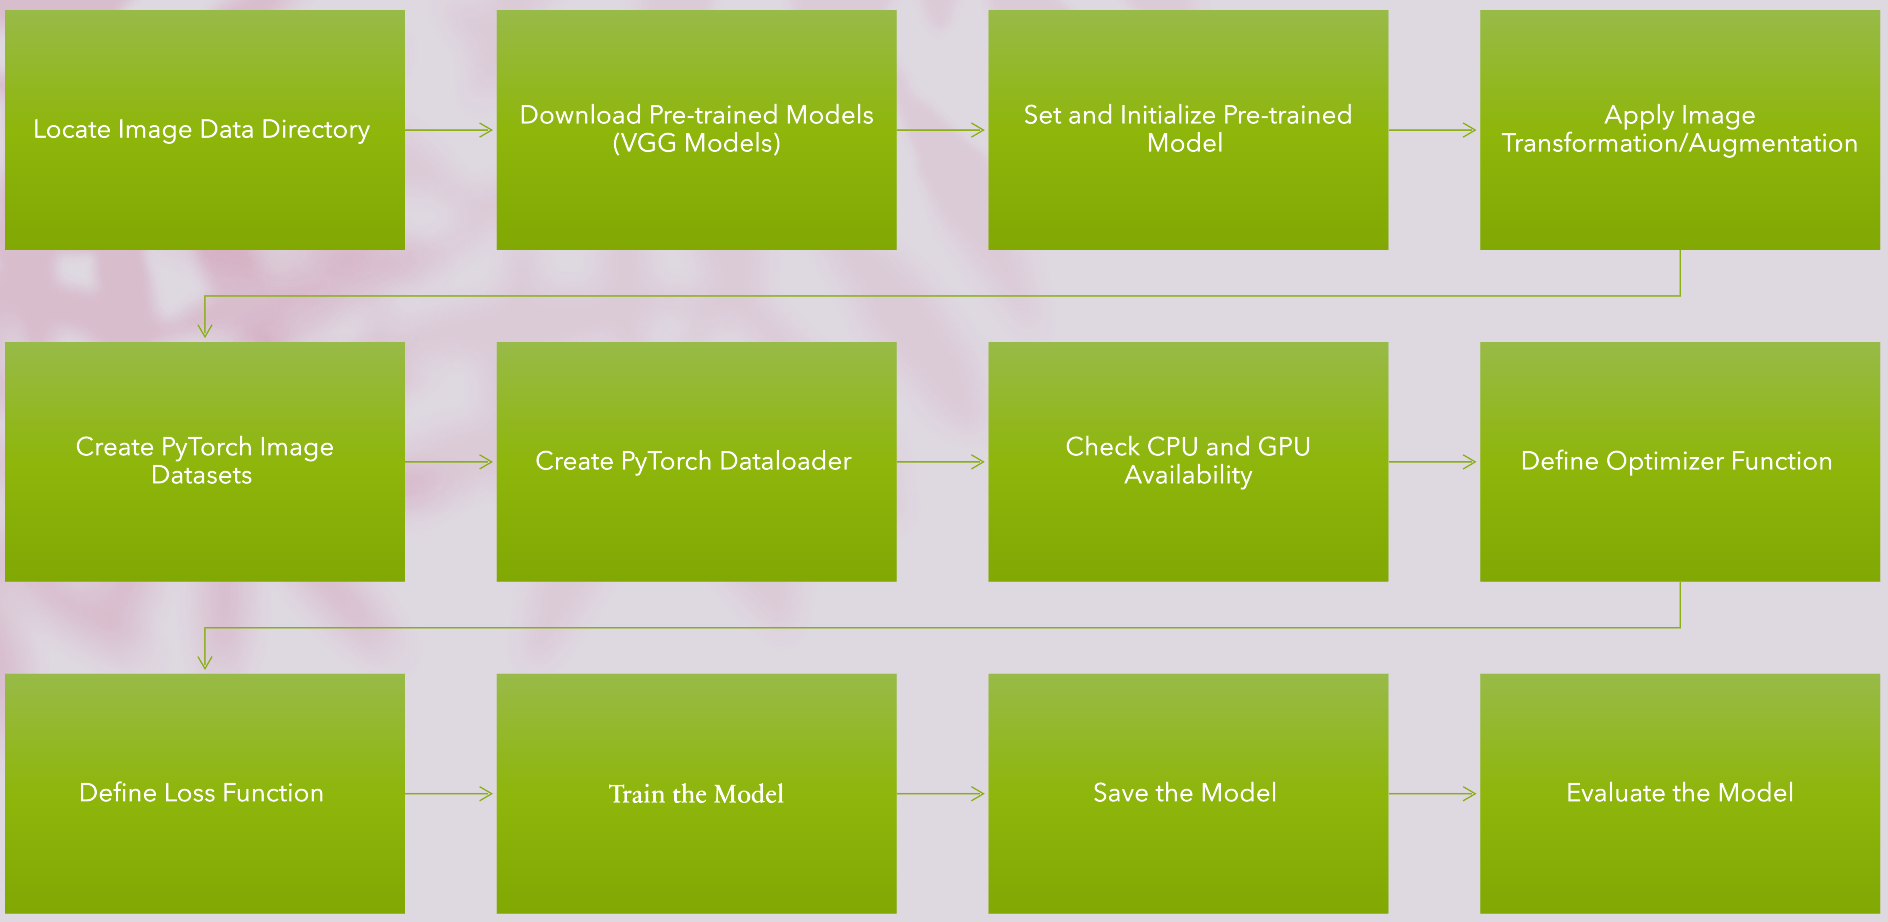 Locate Image Data Directory
Download Pre-trained Models
(VGG Models)
Set and Initialize Pre-trained
Model
Apply Image
Transformation/Augmentation
Create PyTorch Image
Datasets
Create PyTorch Dataloader
Check CPU and GPU
Availability
Define Optimizer Function
Define Loss Function
Train the Model
Save the Model
Evaluate the Model